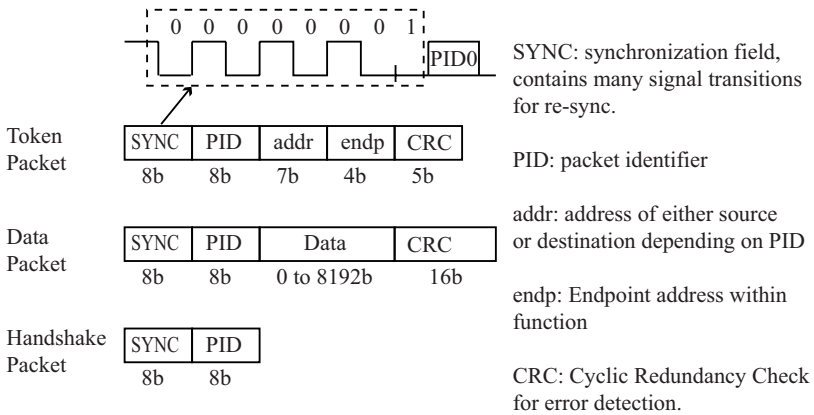 0 0 0 0 0 0 0 1
PID0
Token
Packet
SYNC PID addr endp CRC
8b 8b 7b 4b 5b
Data
Packet
SYNC PID Data CRC
8b 8b 0 to 8192b 16b
Handshake
Packet
SYNC PID
8b 8b
SYNC: synchronization field,
contains many signal transitions
for re-sync.
PID: packet identifier
addr: address of either source
or destination depending on PID
endp: Endpoint address within
function
CRC: Cyclic Redundancy Check
for error detection.